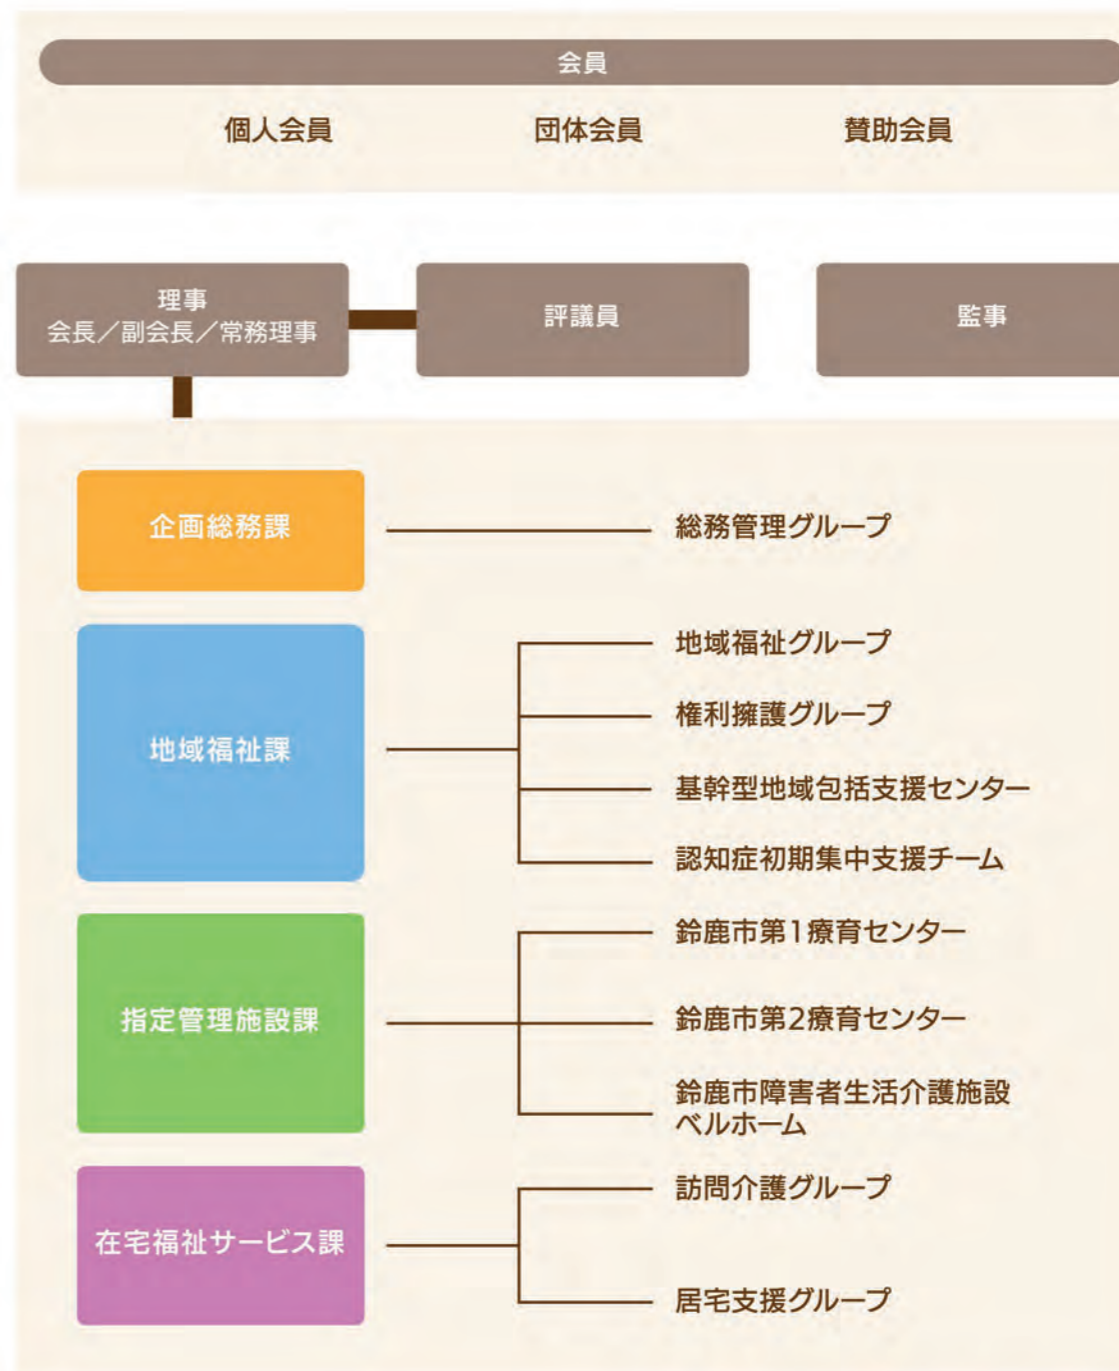 会員
個人会員
団体会員
賛助会員
理事
会長／副会長／常務理事
評議員
監事
企画総務課
総務管理グループ
地域福祉課
地域福祉グループ
権利擁護グループ
基幹型地域包括支援センター
認知症初期集中支援チーム
指定管理施設課
鈴鹿市第1療育センター
鈴鹿市第2療育センター
鈴鹿市障害者生活介護施設
ベルホーム
在宅福祉サービス課
訪問介護グループ
居宅支援グループ